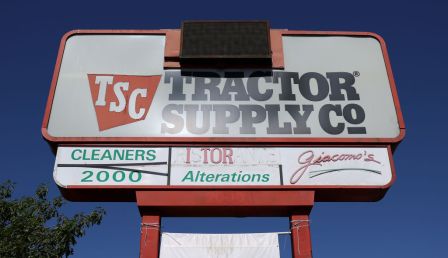 TSC
TRACTOR
SUPPLY CO
®
CLEANERS
2000
Alterations
Giacomo's